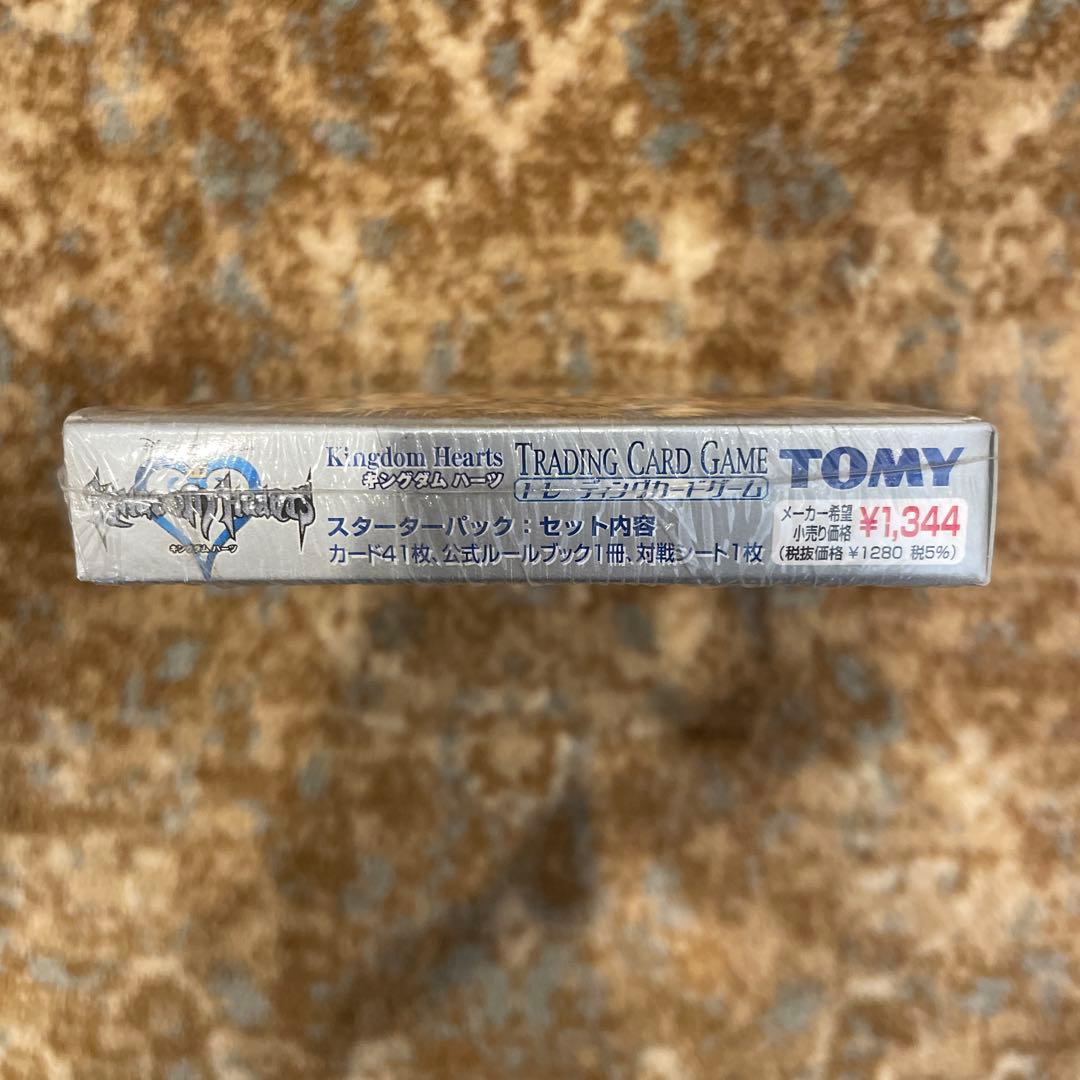 KINGDOM HEARTS
キングダム ハーツ
Kingdom Hearts
キングダム ハーツ
TRADING CARD GAME
トレーディングカードゲーム
TOMY
スターターパック：セット内容
カード41枚、公式ルールブック1冊、対戦シート1枚
メーカー希望
小売り価格 ¥1,344
(税抜価格 ¥1280 税5%)